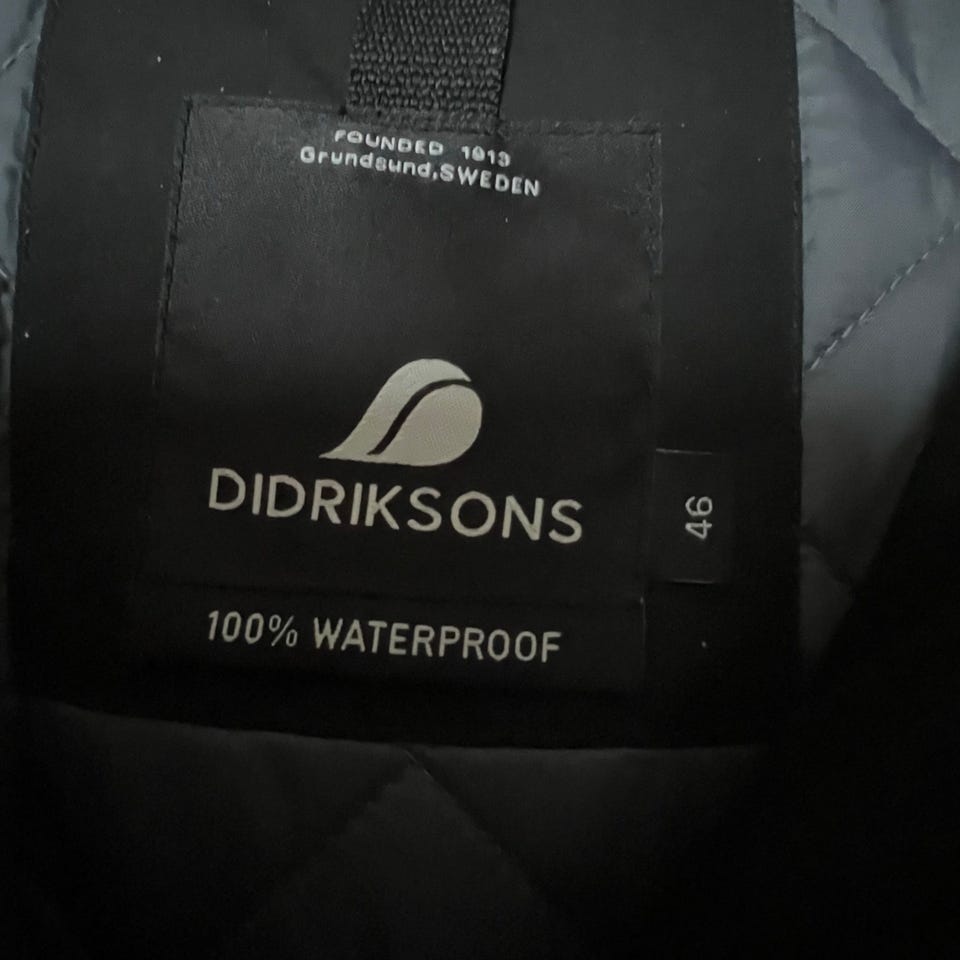 FOUNDED 1913
Grundsund,SWEDEN
DIDRIKSONS
46
100% WATERPROOF